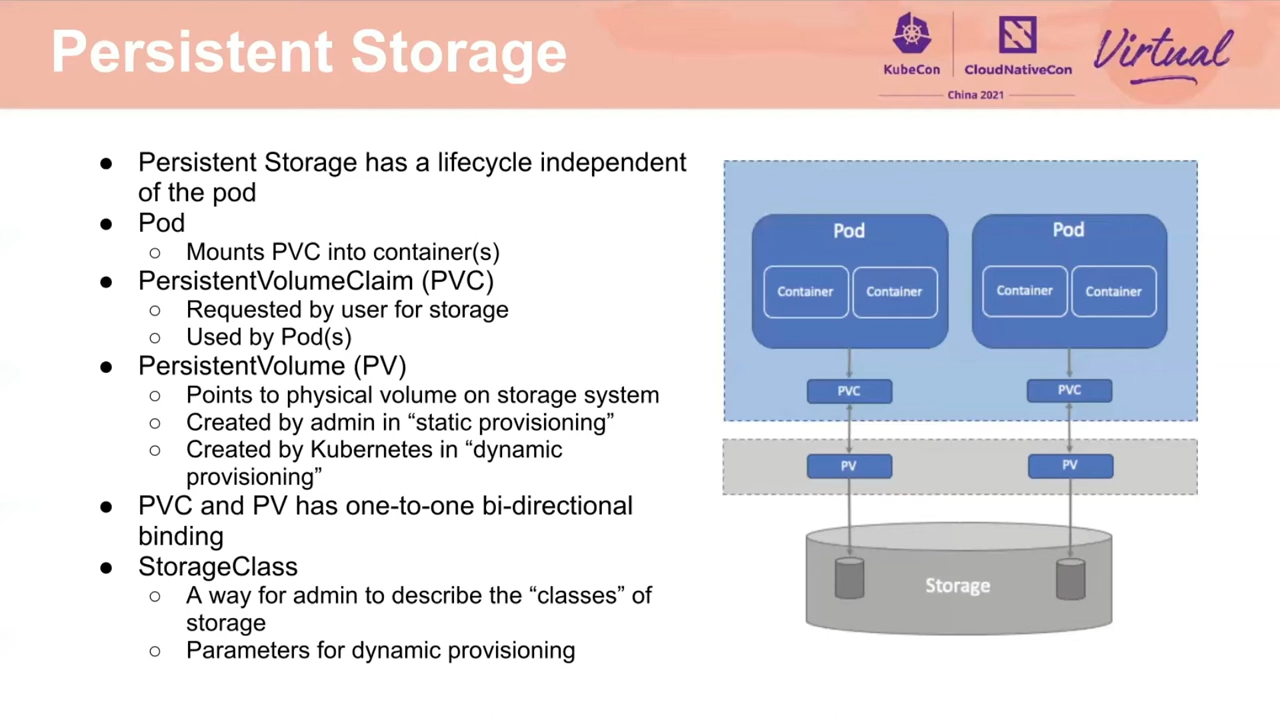 Persistent Storage
KubeCon
CloudNativeCon
China 2021
Virtual
● Persistent Storage has a lifecycle independent
of the pod
● Pod
○ Mounts PVC into container(s)
● PersistentVolumeClaim (PVC)
○ Requested by user for storage
○ Used by Pod(s)
● PersistentVolume (PV)
○ Points to physical volume on storage system
○ Created by admin in “static provisioning”
○ Created by Kubernetes in “dynamic
provisioning”
● PVC and PV has one-to-one bi-directional
binding
● StorageClass
○ A way for admin to describe the “classes” of
storage
○ Parameters for dynamic provisioning
Pod
Container
Container
Pod
Container
Container
PVC
PVC
PV
PV
Storage